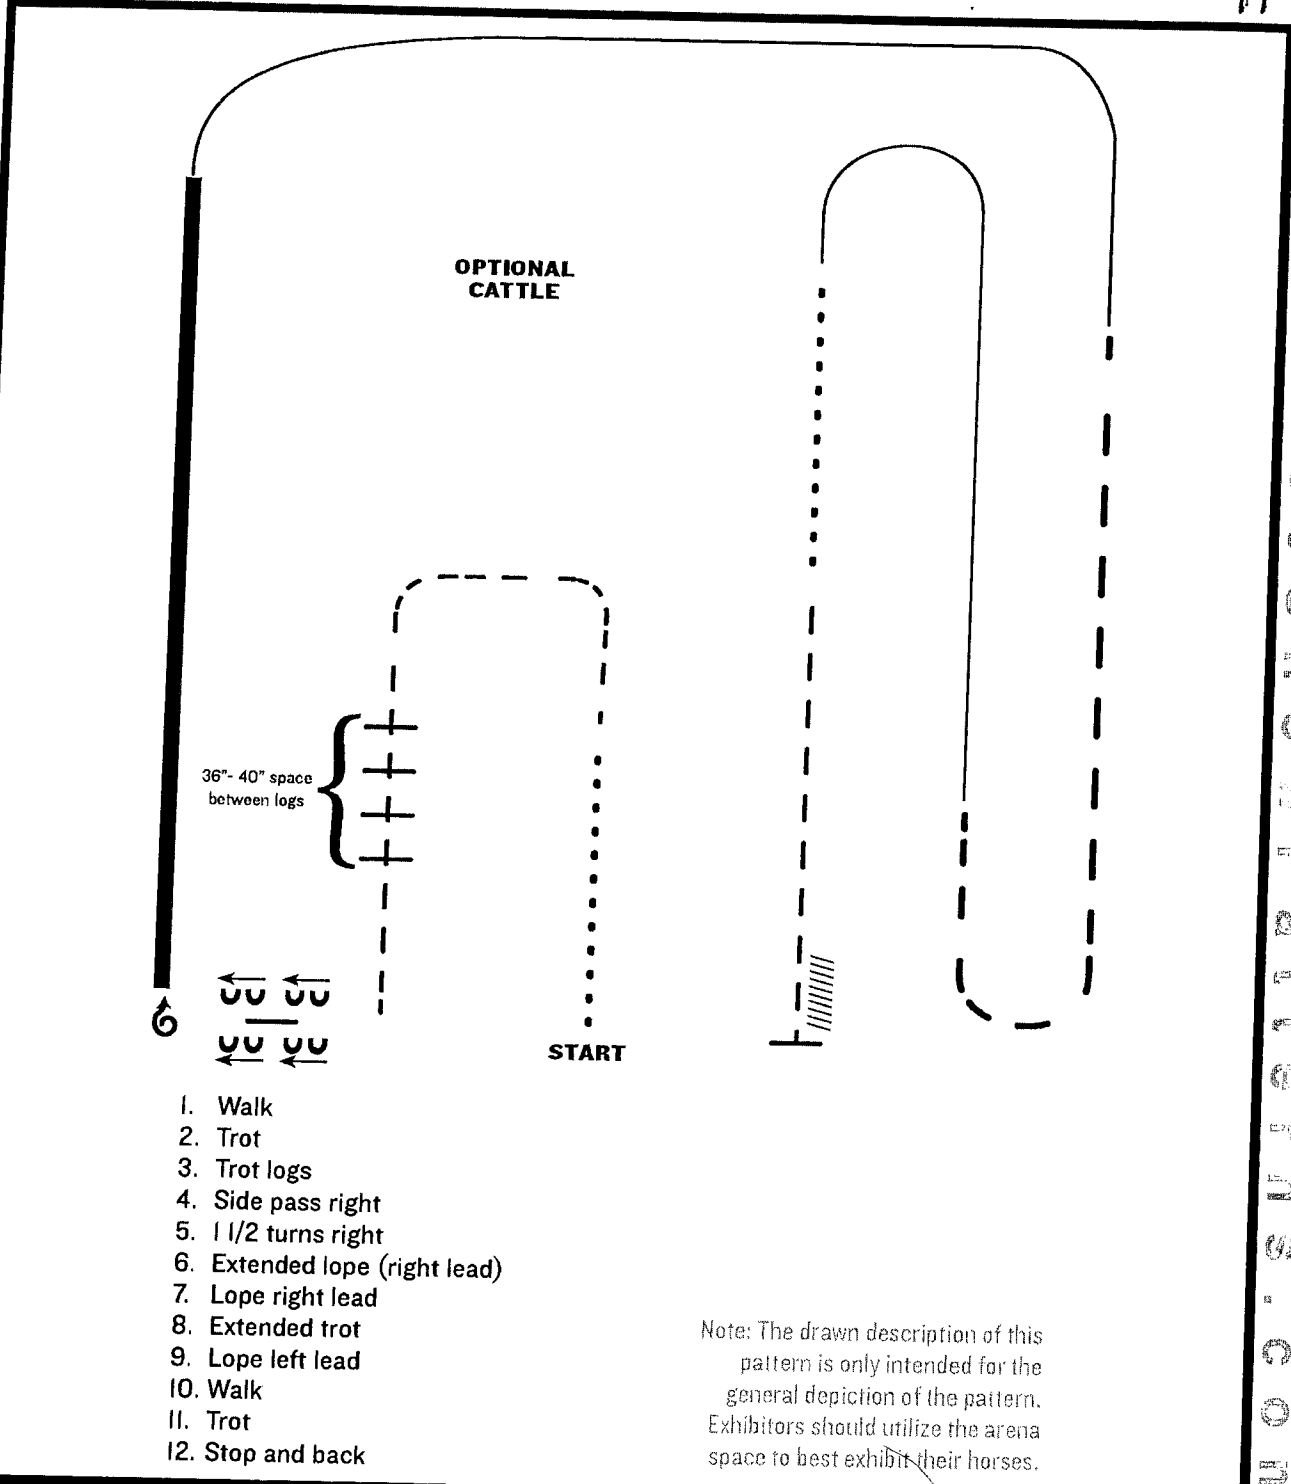 OPTIONAL
CATTLE
36”- 40” space
between logs
START
1. Walk
2. Trot
3. Trot logs
4. Side pass right
5. 1 1/2 turns right
6. Extended lope (right lead)
7. Lope right lead
8. Extended trot
9. Lope left lead
10. Walk
11. Trot
12. Stop and back
Note: The drawn description of this
pattern is only intended for the
general depiction of the pattern.
Exhibitors should utilize the arena
space to best exhibit their horses.